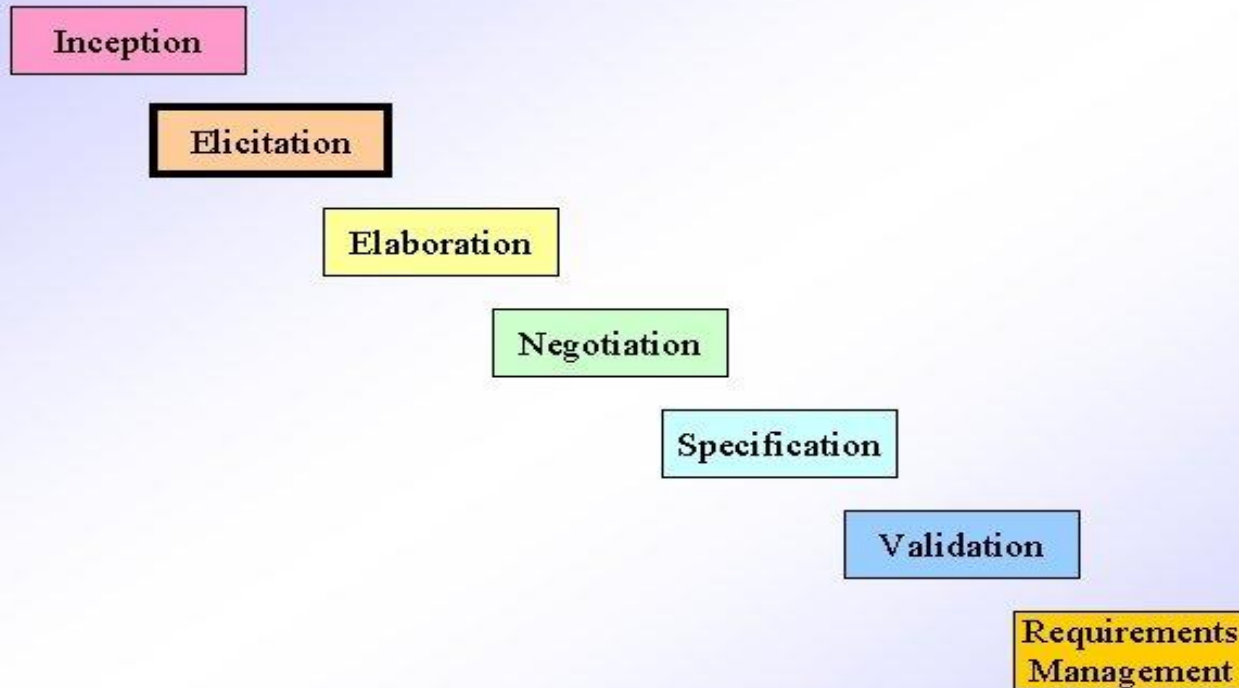 Inception
Elicitation
Elaboration
Negotiation
Specification
Validation
Requirements
Management